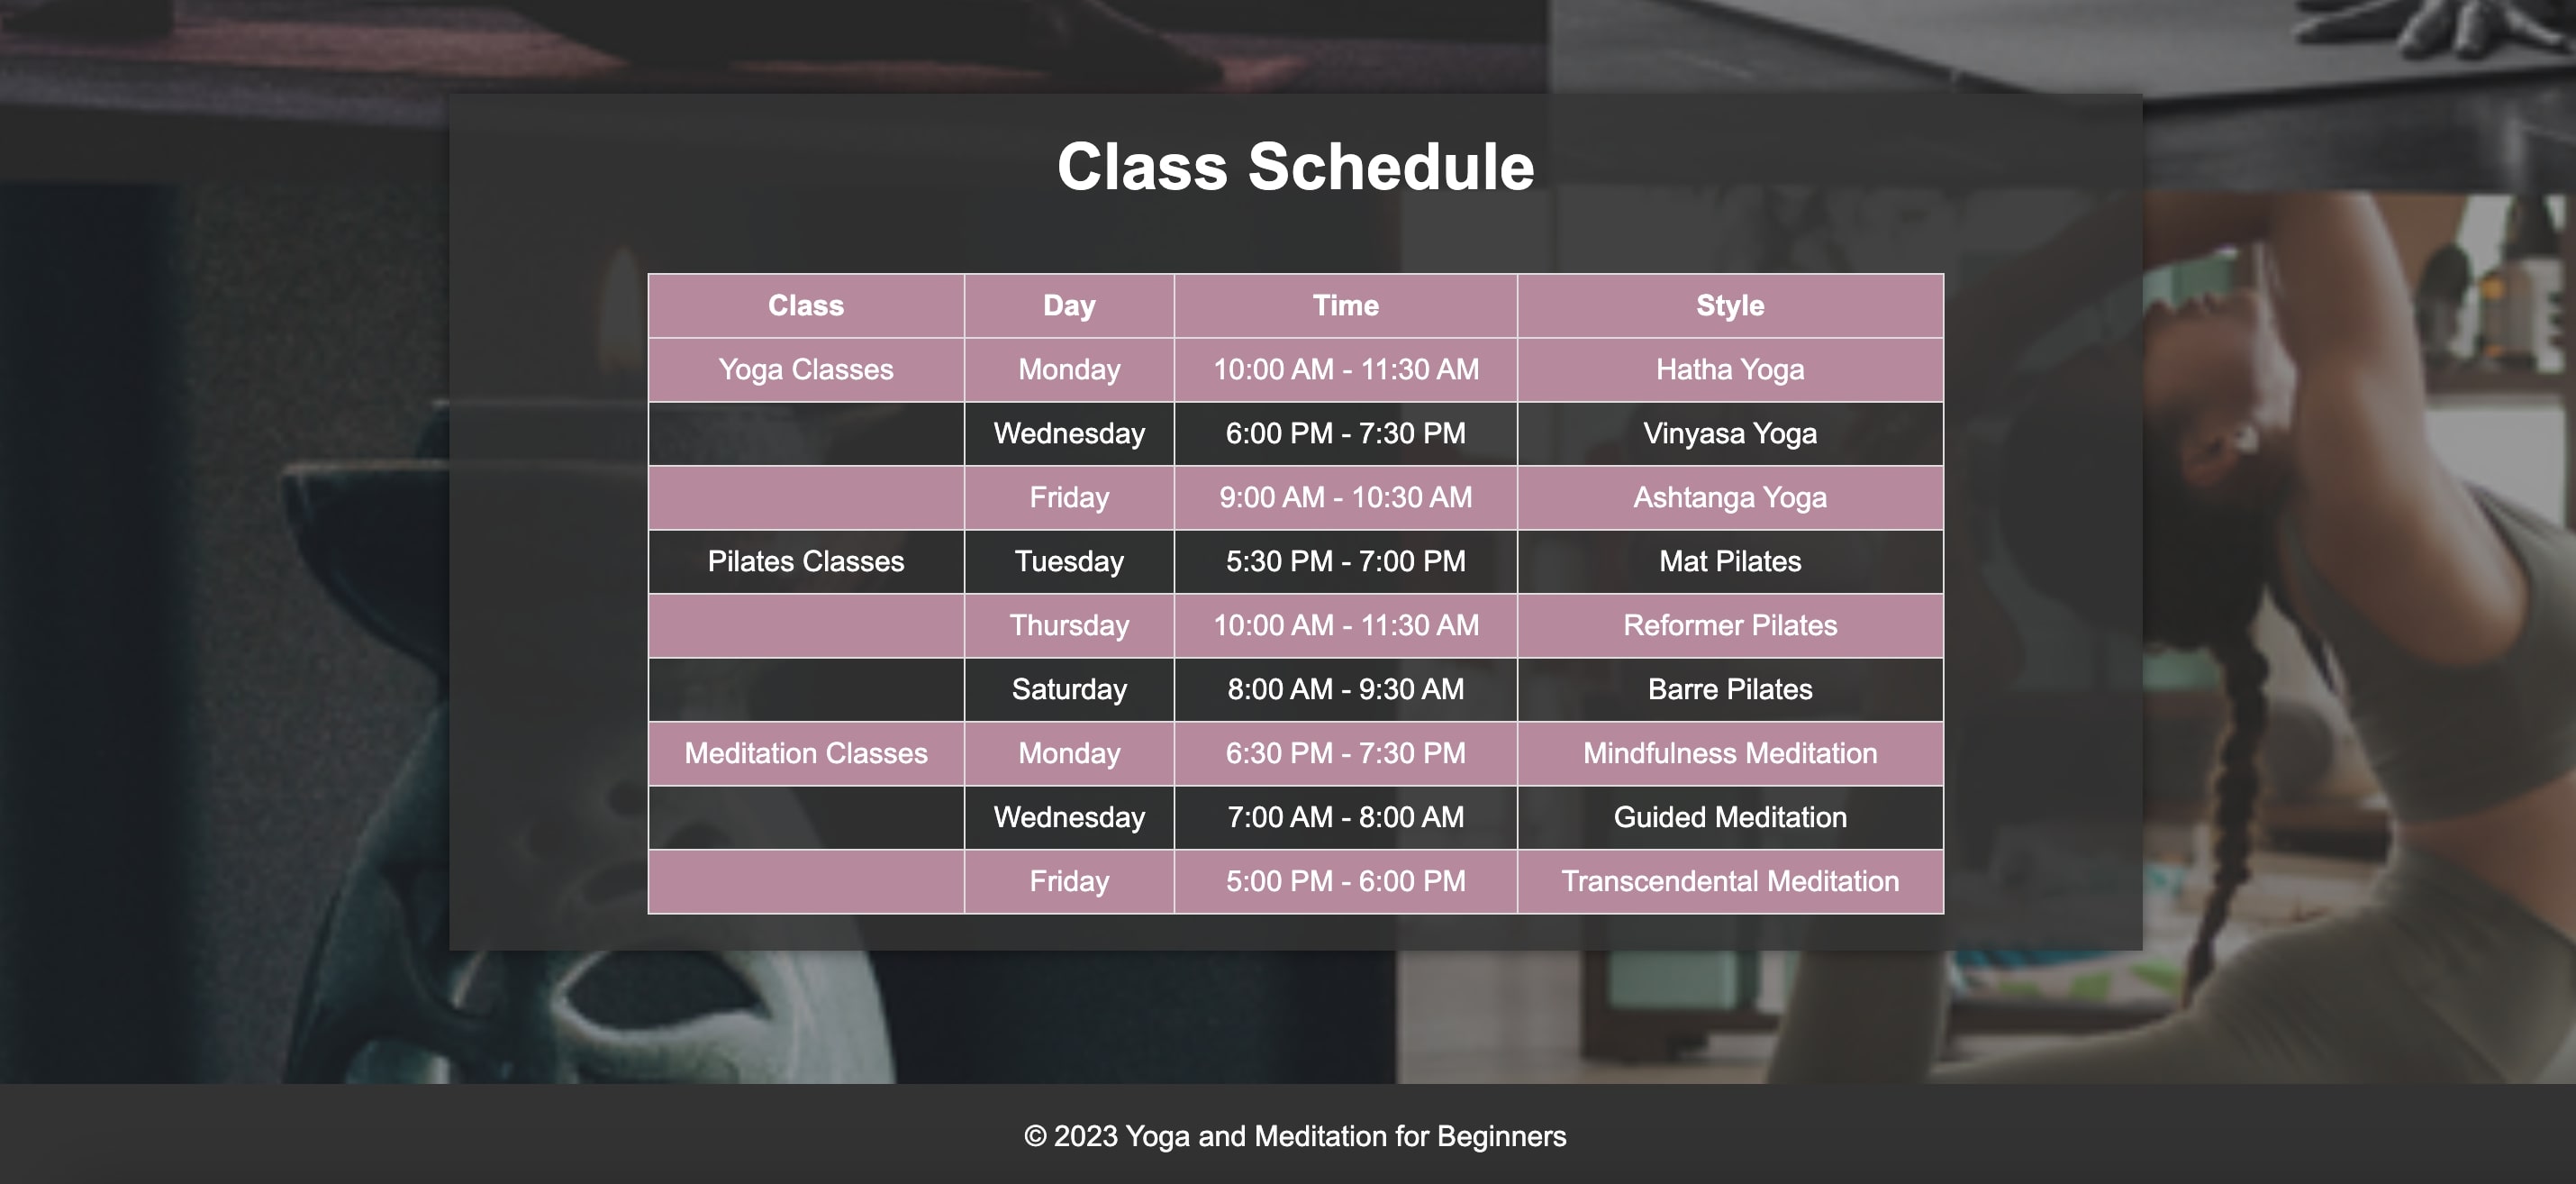 Class Schedule
Class Day Time Style
Yoga Classes Monday 10:00 AM - 11:30 AM Hatha Yoga
Wednesday 6:00 PM - 7:30 PM Vinyasa Yoga
Friday 9:00 AM - 10:30 AM Ashtanga Yoga
Pilates Classes Tuesday 5:30 PM - 7:00 PM Mat Pilates
Thursday 10:00 AM - 11:30 AM Reformer Pilates
Saturday 8:00 AM - 9:30 AM Barre Pilates
Meditation Classes Monday 6:30 PM - 7:30 PM Mindfulness Meditation
Wednesday 7:00 AM - 8:00 AM Guided Meditation
Friday 5:00 PM - 6:00 PM Transcendental Meditation
© 2023 Yoga and Meditation for Beginners